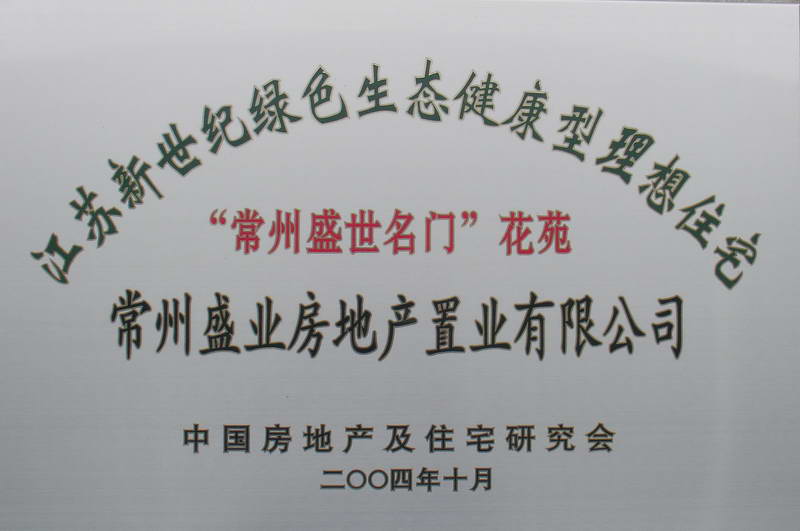 江苏新世纪绿色生态健康型理想住宅
“常州盛世名门”花苑
常州盛业房地产置业有限公司
中国房地产及住宅研究会
二〇〇四年十月